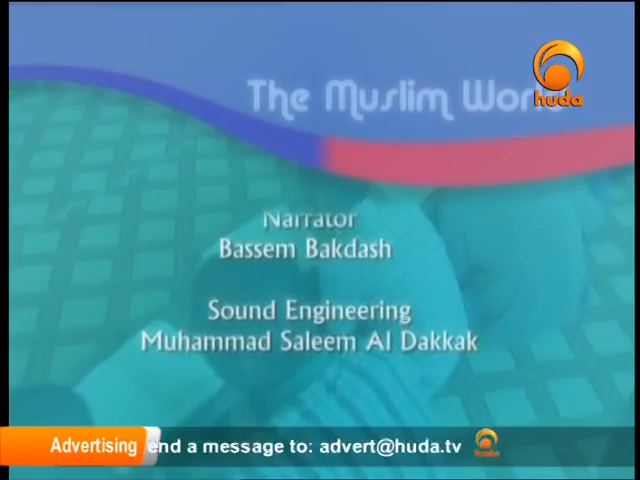 The Muslim World
huda
Narrator
Bassem Bakdash
Sound Engineering
Muhammad Saleem Al Dakkak
Advertising
end a message to: advert@huda.tv